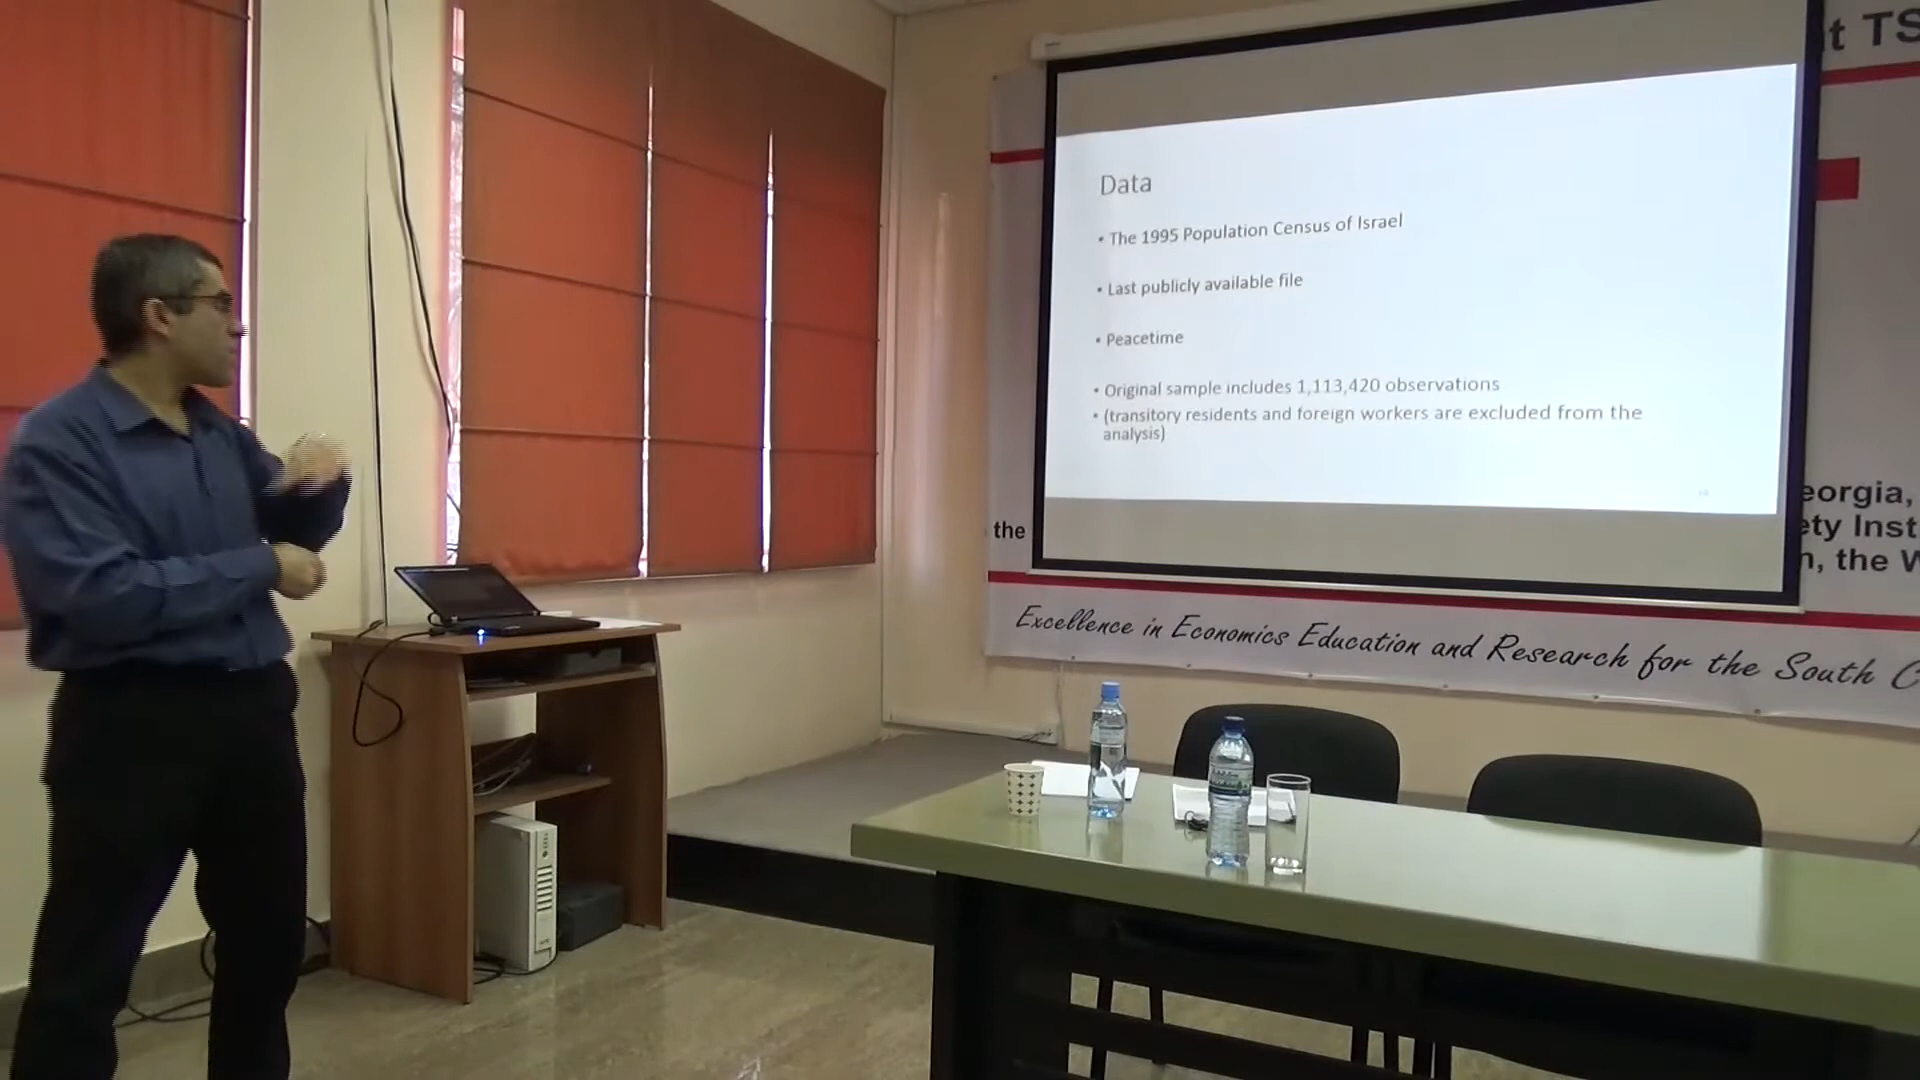 t TS
Data
• The 1995 Population Census of Israel
• Last publicly available file
• Peacetime
• Original sample includes 1,113,420 observations
• (transitory residents and foreign workers are excluded from the
analysis)
eorgia,
the
ety Inst
n, the W
Excellence in Economics Education and Research for the South C